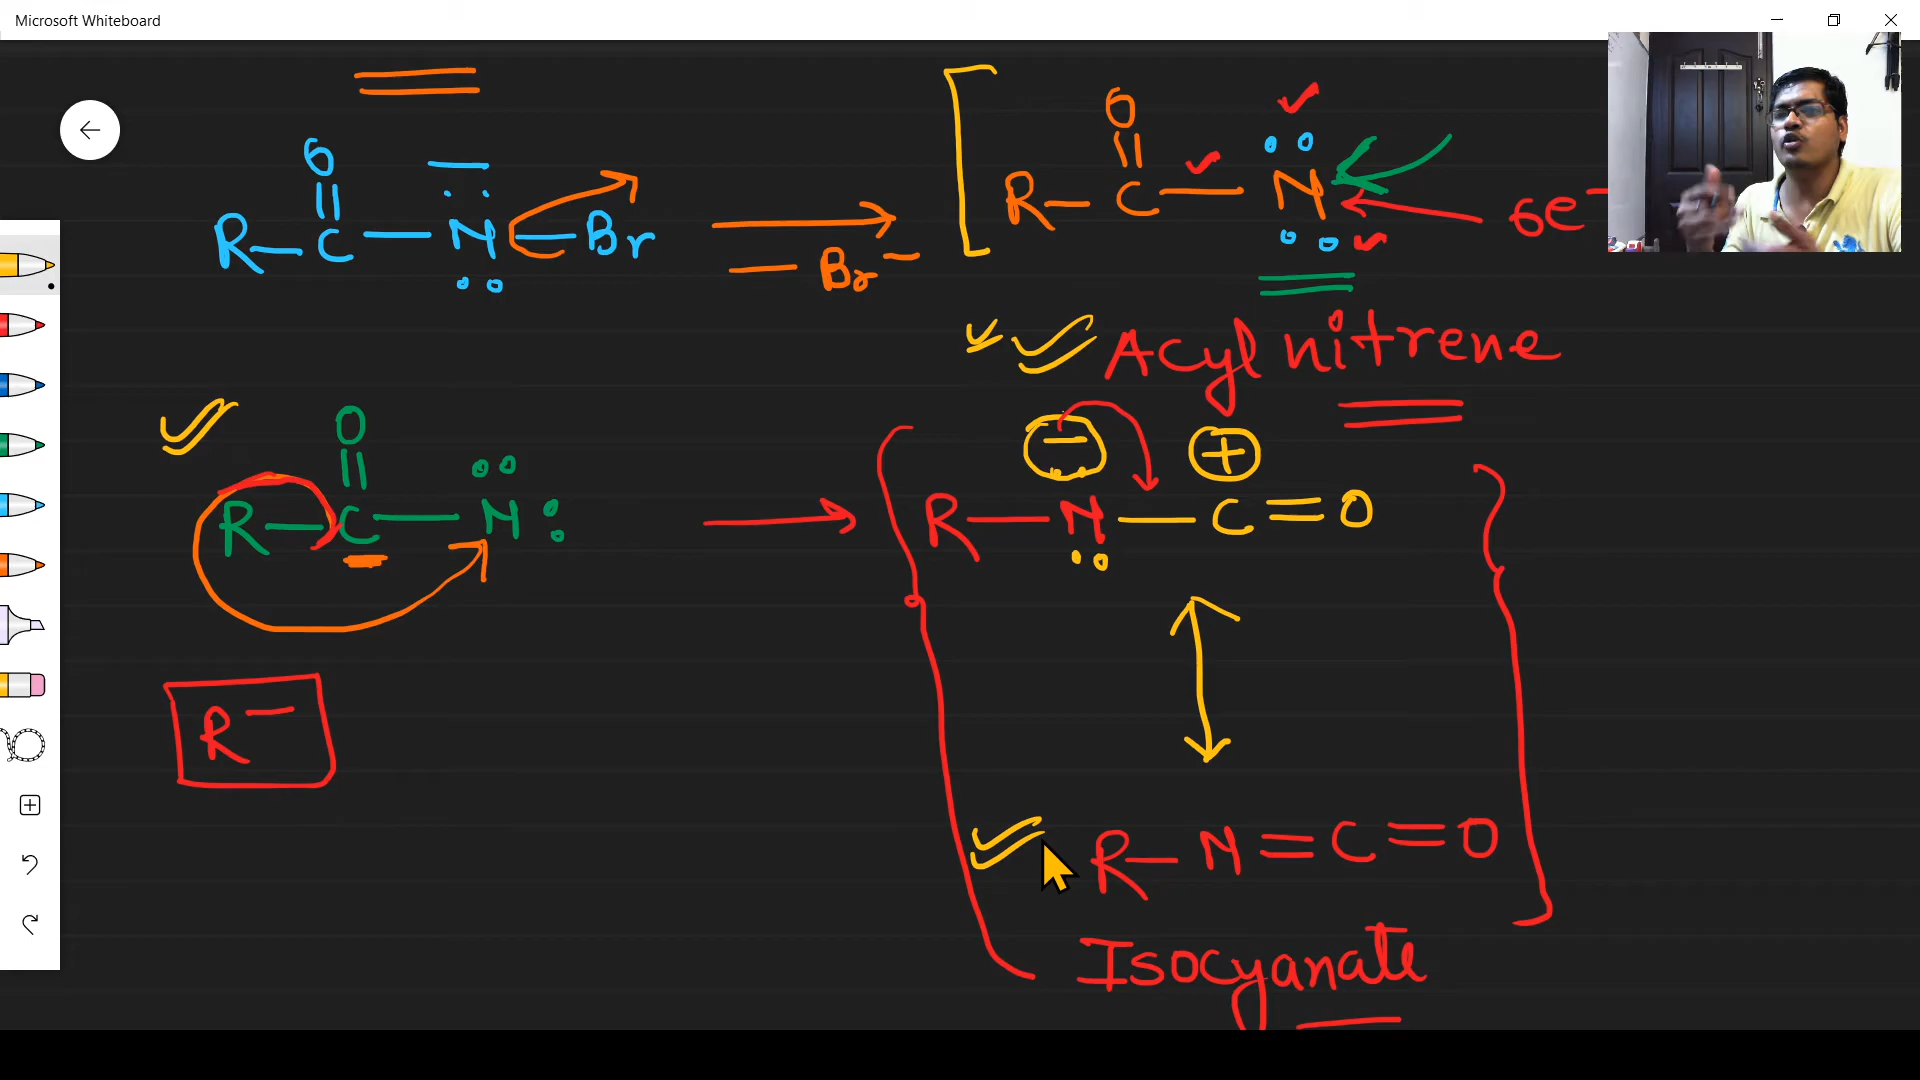 Microsoft Whiteboard
O
||
R—C—N̄—Br
— Br⁻
O
||
R—C—N
6e⁻
Acyl nitrene
O
||
R—C—N
− +
R—N—C=O
R⁻
R—N=C=O
Isocyanate